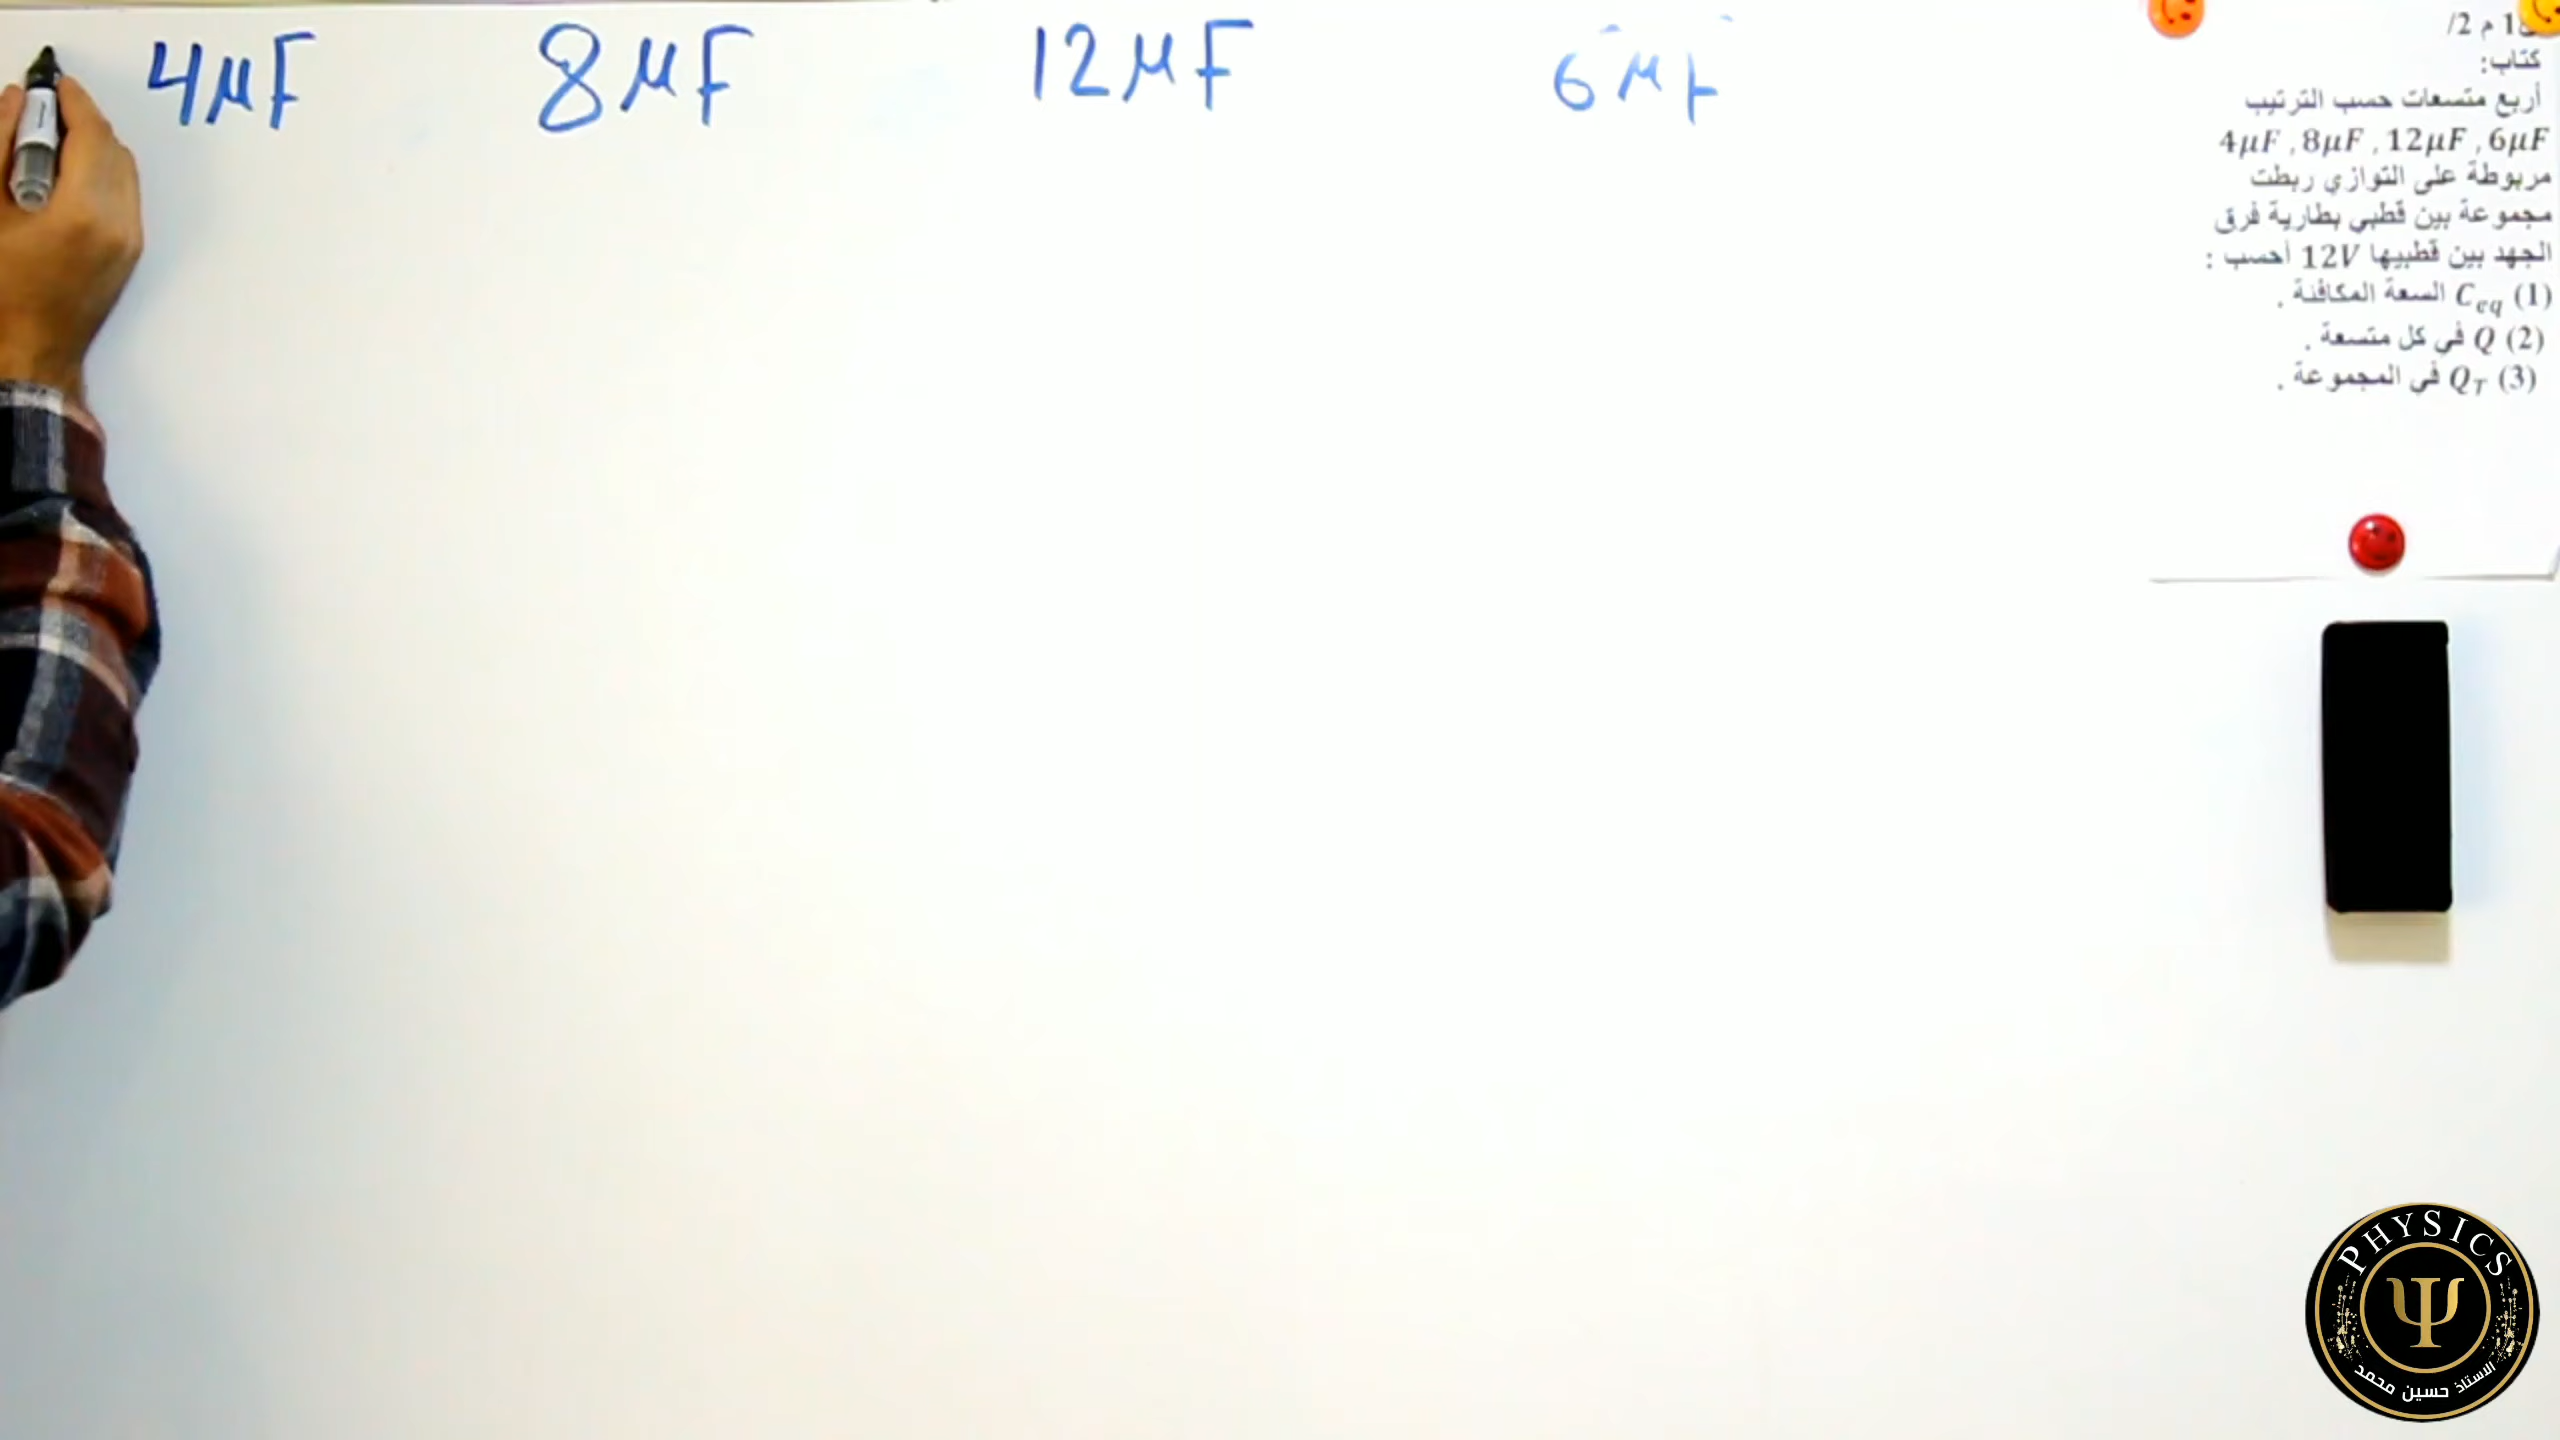 4μF 8μF 12μF 6μF
م 2/
كتاب:
أربع متسعات حسب الترتيب
4μF , 8μF , 12μF , 6μF
مربوطة على التوازي ربطت
مجموعة بين قطبي بطارية فرق
الجهد بين قطبيها 12V أحسب :
(1) Ceq السعة المكافئة .
(2) Q في كل متسعة .
(3) QT في المجموعة .
PHYSICS
Ψ
الاستاذ حسين محمد